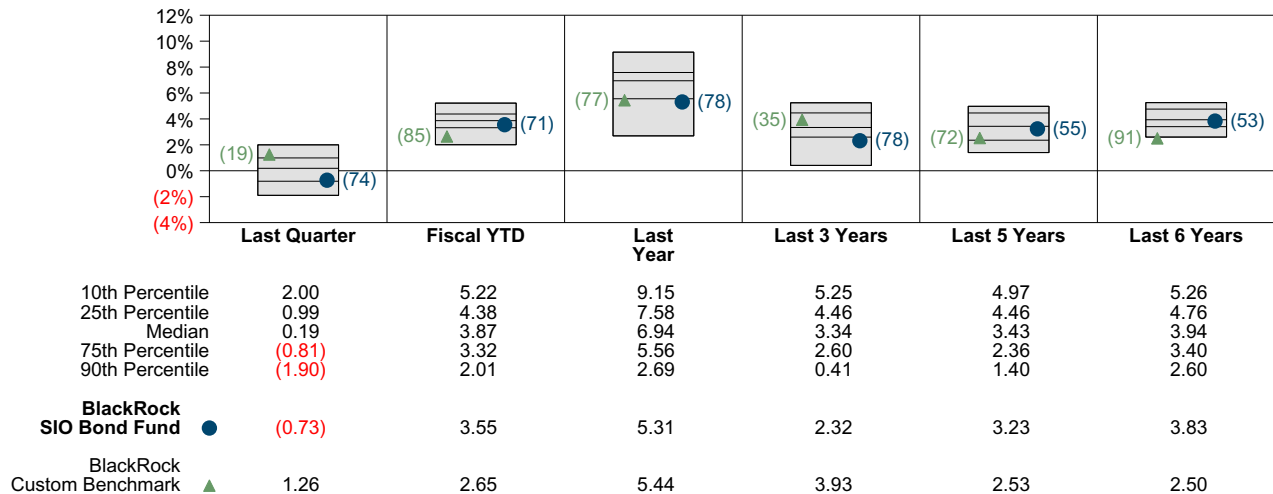 12%
10%
8%
6%
4%
2%
0%
(2%)
(4%)
(19) (74)
(85) (71)
(77) (78)
(35) (78)
(72) (55)
(91) (53)
Last Quarter Fiscal YTD Last Year Last 3 Years Last 5 Years Last 6 Years
10th Percentile 2.00 5.22 9.15 5.25 4.97 5.26
25th Percentile 0.99 4.38 7.58 4.46 4.46 4.76
Median 0.19 3.87 6.94 3.34 3.43 3.94
75th Percentile (0.81) 3.32 5.56 2.60 2.36 3.40
90th Percentile (1.90) 2.01 2.69 0.41 1.40 2.60
BlackRock
SIO Bond Fund (0.73) 3.55 5.31 2.32 3.23 3.83
BlackRock
Custom Benchmark 1.26 2.65 5.44 3.93 2.53 2.50